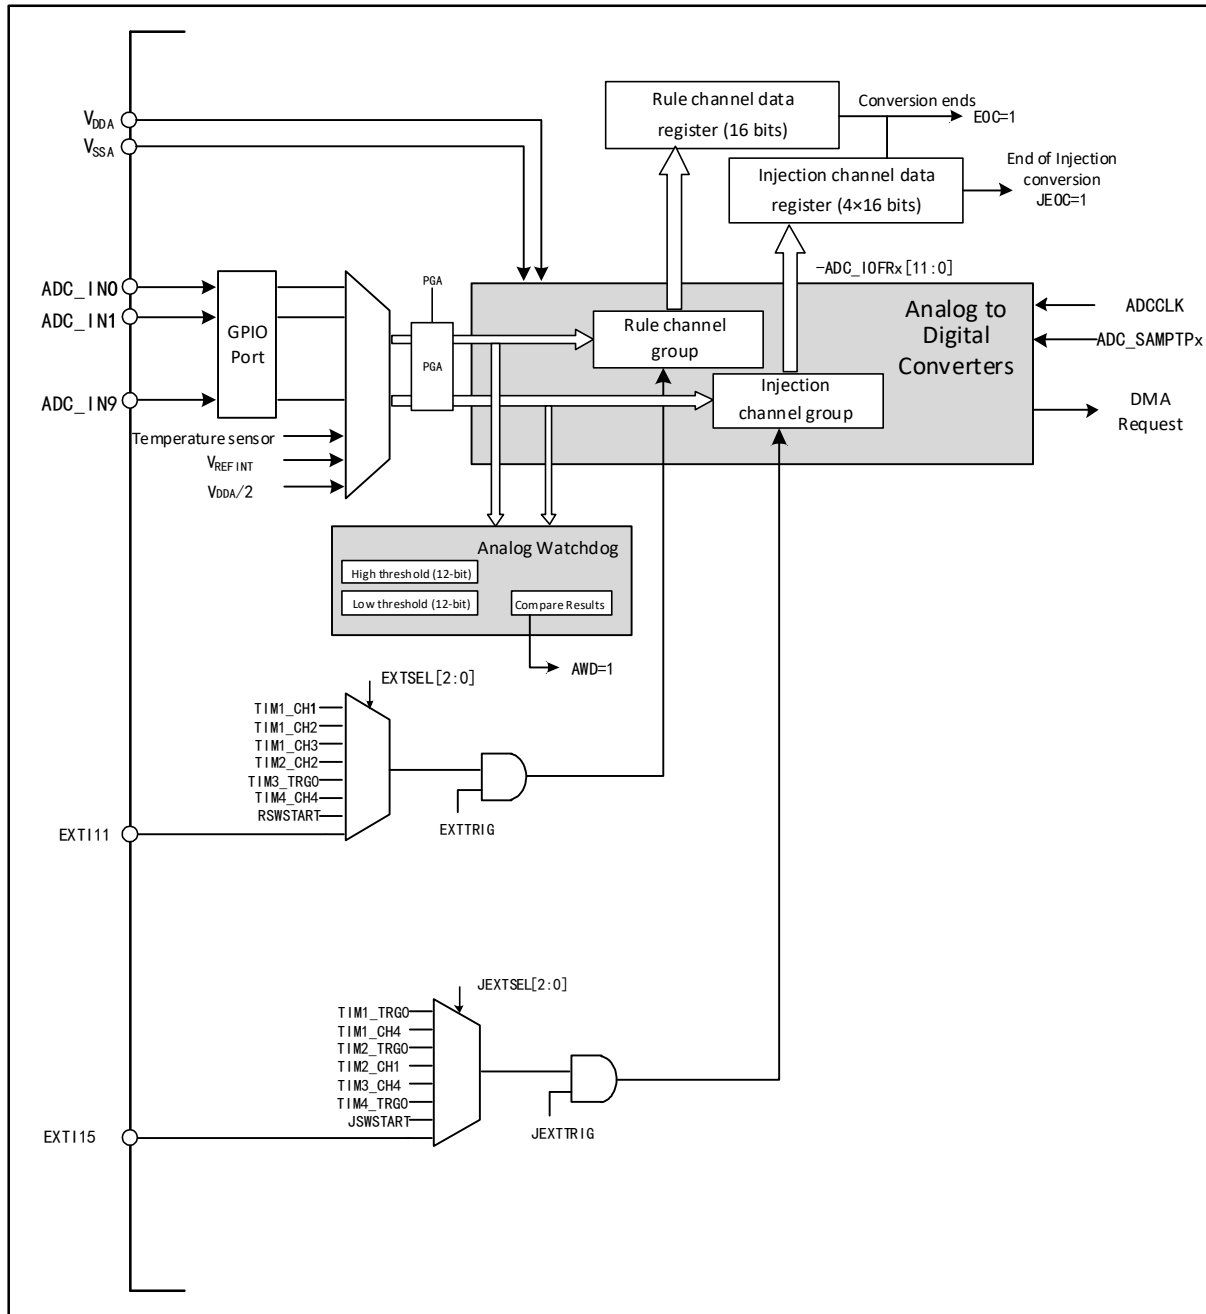 V_DDA
V_SSA
Rule channel data
register (16 bits)
Conversion ends
EOC=1
Injection channel data
register (4×16 bits)
End of Injection
conversion
JEOC=1
-ADC_IOFRx[11:0]
ADC_IN0
ADC_IN1
ADC_IN9
GPIO
Port
PGA
PGA
Rule channel
group
Injection
channel group
Analog to
Digital
Converters
ADCCLK
ADC_SAMPTPx
DMA
Request
Temperature sensor
V_REFINT
V_DDA/2
Analog Watchdog
High threshold (12-bit)
Low threshold (12-bit)
Compare Results
AWD=1
EXTSEL[2:0]
TIM1_CH1
TIM1_CH2
TIM1_CH3
TIM2_CH2
TIM3_TRGO
TIM4_CH4
RSWSTART
EXTI11
EXTTRIG
JEXTSEL[2:0]
TIM1_TRGO
TIM1_CH4
TIM2_TRGO
TIM2_CH1
TIM3_CH4
TIM4_TRGO
JSWSTART
EXTI15
JEXTTRIG